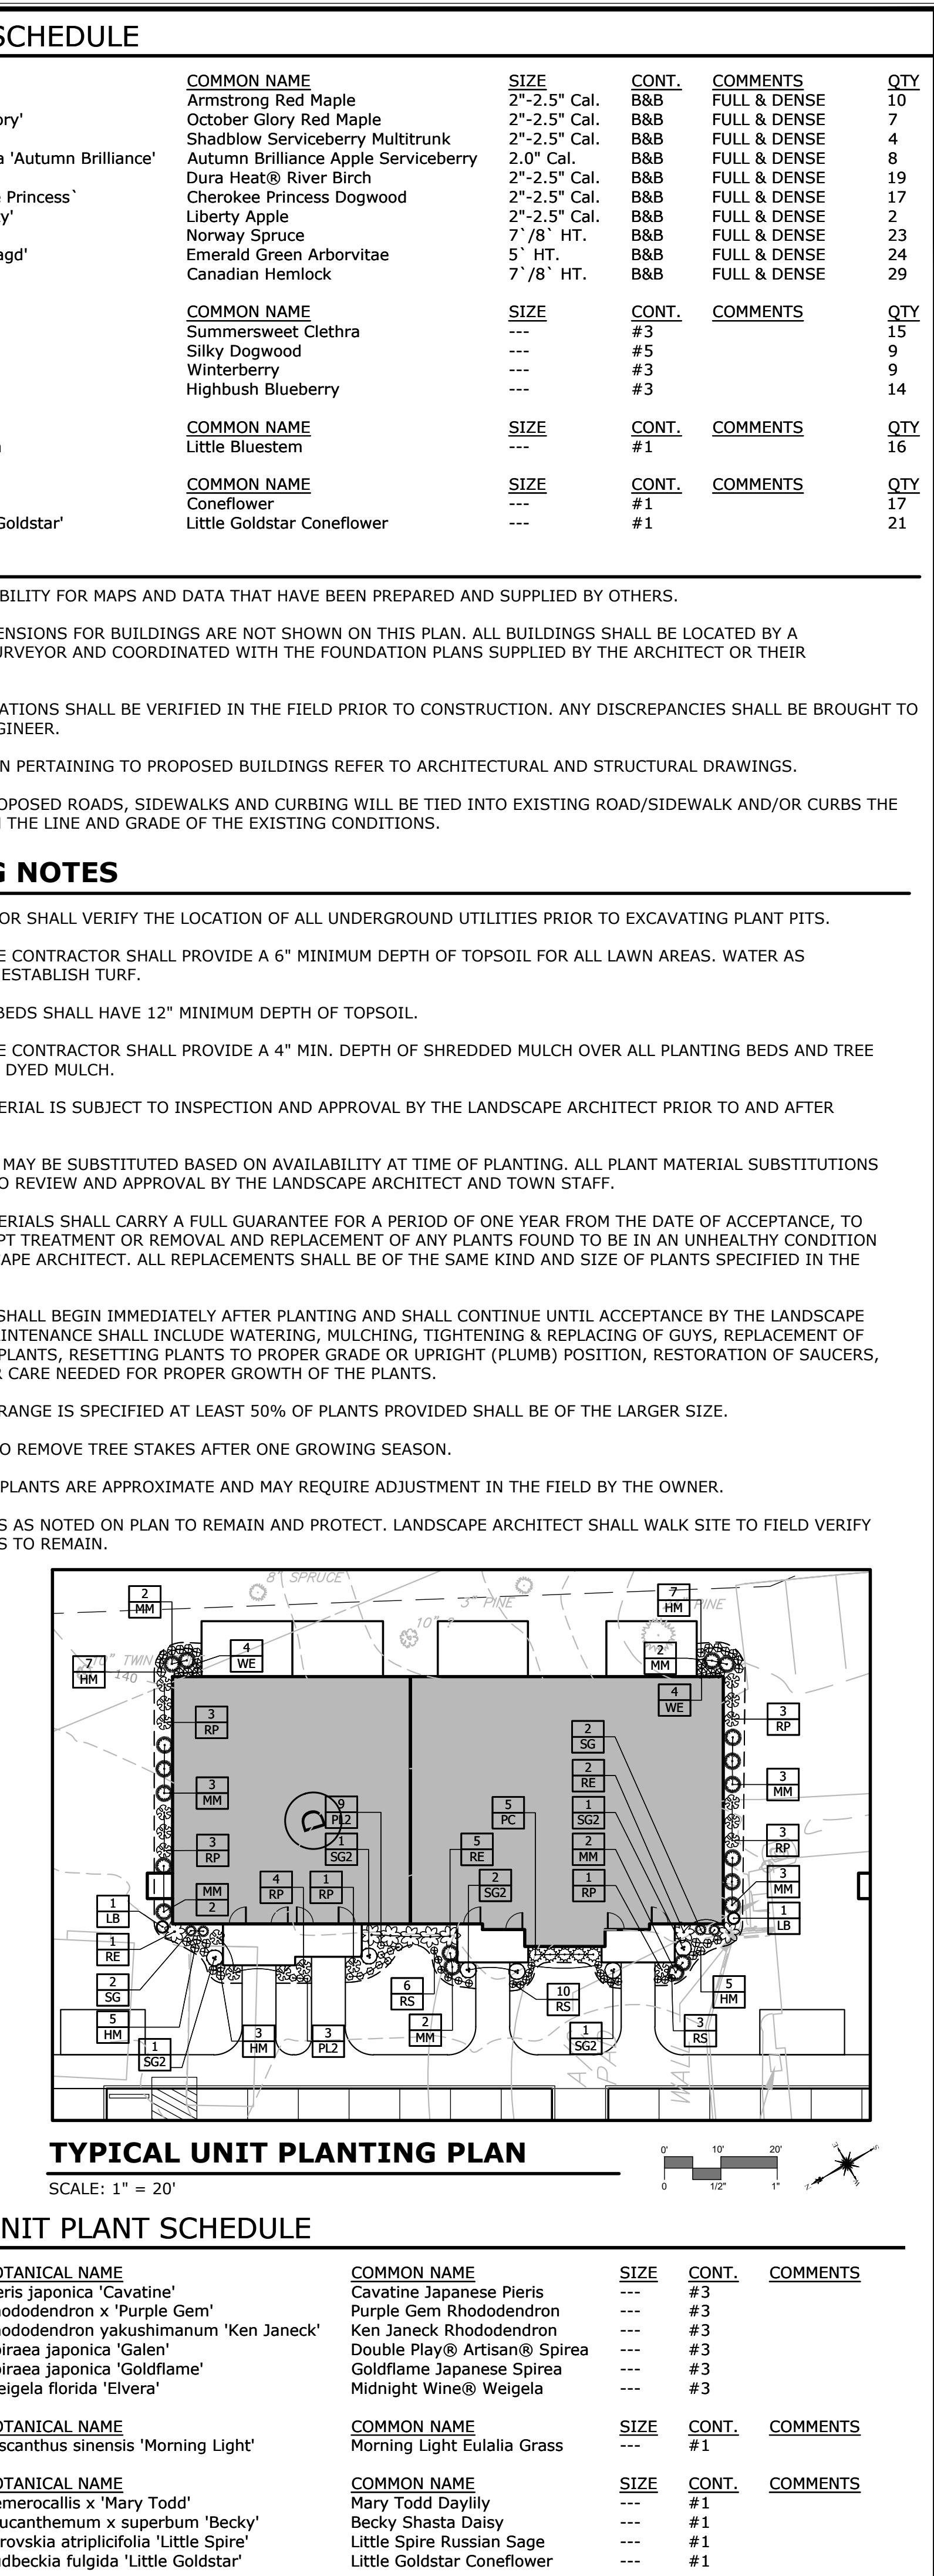 SCHEDULE
COMMON NAME SIZE CONT. COMMENTS QTY
Armstrong Red Maple 2"-2.5" Cal. B&B FULL & DENSE 10
ory' October Glory Red Maple 2"-2.5" Cal. B&B FULL & DENSE 7
Shadblow Serviceberry Multitrunk 2"-2.5" Cal. B&B FULL & DENSE 4
a 'Autumn Brilliance' Autumn Brilliance Apple Serviceberry 2.0" Cal. B&B FULL & DENSE 8
Dura Heat® River Birch 2"-2.5" Cal. B&B FULL & DENSE 19
Princess` Cherokee Princess Dogwood 2"-2.5" Cal. B&B FULL & DENSE 17
y' Liberty Apple 2"-2.5" Cal. B&B FULL & DENSE 2
Norway Spruce 7`/8` HT. B&B FULL & DENSE 23
agd' Emerald Green Arborvitae 5` HT. B&B FULL & DENSE 24
Canadian Hemlock 7`/8` HT. B&B FULL & DENSE 29
COMMON NAME SIZE CONT. COMMENTS QTY
Summersweet Clethra --- #3 15
Silky Dogwood --- #5 9
Winterberry --- #3 9
Highbush Blueberry --- #3 14
COMMON NAME SIZE CONT. COMMENTS QTY
Little Bluestem --- #1 16
COMMON NAME SIZE CONT. COMMENTS QTY
Coneflower --- #1 17
Goldstar' Little Goldstar Coneflower --- #1 21
BILITY FOR MAPS AND DATA THAT HAVE BEEN PREPARED AND SUPPLIED BY OTHERS.
ENSIONS FOR BUILDINGS ARE NOT SHOWN ON THIS PLAN. ALL BUILDINGS SHALL BE LOCATED BY A
URVEYOR AND COORDINATED WITH THE FOUNDATION PLANS SUPPLIED BY THE ARCHITECT OR THEIR
ATIONS SHALL BE VERIFIED IN THE FIELD PRIOR TO CONSTRUCTION. ANY DISCREPANCIES SHALL BE BROUGHT TO
GINEER.
N PERTAINING TO PROPOSED BUILDINGS REFER TO ARCHITECTURAL AND STRUCTURAL DRAWINGS.
OPOSED ROADS, SIDEWALKS AND CURBING WILL BE TIED INTO EXISTING ROAD/SIDEWALK AND/OR CURBS THE
THE LINE AND GRADE OF THE EXISTING CONDITIONS.
G NOTES
OR SHALL VERIFY THE LOCATION OF ALL UNDERGROUND UTILITIES PRIOR TO EXCAVATING PLANT PITS.
E CONTRACTOR SHALL PROVIDE A 6" MINIMUM DEPTH OF TOPSOIL FOR ALL LAWN AREAS. WATER AS
ESTABLISH TURF.
BEDS SHALL HAVE 12" MINIMUM DEPTH OF TOPSOIL.
E CONTRACTOR SHALL PROVIDE A 4" MIN. DEPTH OF SHREDDED MULCH OVER ALL PLANTING BEDS AND TREE
DYED MULCH.
ERIAL IS SUBJECT TO INSPECTION AND APPROVAL BY THE LANDSCAPE ARCHITECT PRIOR TO AND AFTER
MAY BE SUBSTITUTED BASED ON AVAILABILITY AT TIME OF PLANTING. ALL PLANT MATERIAL SUBSTITUTIONS
O REVIEW AND APPROVAL BY THE LANDSCAPE ARCHITECT AND TOWN STAFF.
ERIALS SHALL CARRY A FULL GUARANTEE FOR A PERIOD OF ONE YEAR FROM THE DATE OF ACCEPTANCE, TO
PT TREATMENT OR REMOVAL AND REPLACEMENT OF ANY PLANTS FOUND TO BE IN AN UNHEALTHY CONDITION
APE ARCHITECT. ALL REPLACEMENTS SHALL BE OF THE SAME KIND AND SIZE OF PLANTS SPECIFIED IN THE
SHALL BEGIN IMMEDIATELY AFTER PLANTING AND SHALL CONTINUE UNTIL ACCEPTANCE BY THE LANDSCAPE
INTENANCE SHALL INCLUDE WATERING, MULCHING, TIGHTENING & REPLACING OF GUYS, REPLACEMENT OF
PLANTS, RESETTING PLANTS TO PROPER GRADE OR UPRIGHT (PLUMB) POSITION, RESTORATION OF SAUCERS,
R CARE NEEDED FOR PROPER GROWTH OF THE PLANTS.
RANGE IS SPECIFIED AT LEAST 50% OF PLANTS PROVIDED SHALL BE OF THE LARGER SIZE.
O REMOVE TREE STAKES AFTER ONE GROWING SEASON.
PLANTS ARE APPROXIMATE AND MAY REQUIRE ADJUSTMENT IN THE FIELD BY THE OWNER.
S AS NOTED ON PLAN TO REMAIN AND PROTECT. LANDSCAPE ARCHITECT SHALL WALK SITE TO FIELD VERIFY
S TO REMAIN.
8" SPRUCE
2 MM
3" PINE
7 HM
PINE
10" ?
4 WE
2 MM
7 HM
10" TWIN
140
4 WE
3 RP
3 RP
2 SG
2 RE
3 MM
3 MM
D
9 PL2
5 PC
1 SG2
3 RP
1 SG2
5 RE
2 MM
3 RP
4 RP
1 RP
2 SG2
1 RP
3 MM
MM 2
1 LB
1 LB
1 RE
2 SG
6 RS
10 RS
5 HM
5 HM
2 MM
3 RS
1 SG2
3 HM
3 PL2
1 SG2
WALL
TYPICAL UNIT PLANTING PLAN
SCALE: 1" = 20'
0' 10' 20'
0 1/2" 1"
N E S W
NIT PLANT SCHEDULE
OTANICAL NAME COMMON NAME SIZE CONT. COMMENTS
eris japonica 'Cavatine' Cavatine Japanese Pieris --- #3
hododendron x 'Purple Gem' Purple Gem Rhododendron --- #3
hododendron yakushimanum 'Ken Janeck' Ken Janeck Rhododendron --- #3
piraea japonica 'Galen' Double Play® Artisan® Spirea --- #3
piraea japonica 'Goldflame' Goldflame Japanese Spirea --- #3
eigela florida 'Elvera' Midnight Wine® Weigela --- #3
OTANICAL NAME COMMON NAME SIZE CONT. COMMENTS
scanthus sinensis 'Morning Light' Morning Light Eulalia Grass --- #1
OTANICAL NAME COMMON NAME SIZE CONT. COMMENTS
emerocallis x 'Mary Todd' Mary Todd Daylily --- #1
ucanthemum x superbum 'Becky' Becky Shasta Daisy --- #1
rovskia atriplicifolia 'Little Spire' Little Spire Russian Sage --- #1
udbeckia fulgida 'Little Goldstar' Little Goldstar Coneflower --- #1